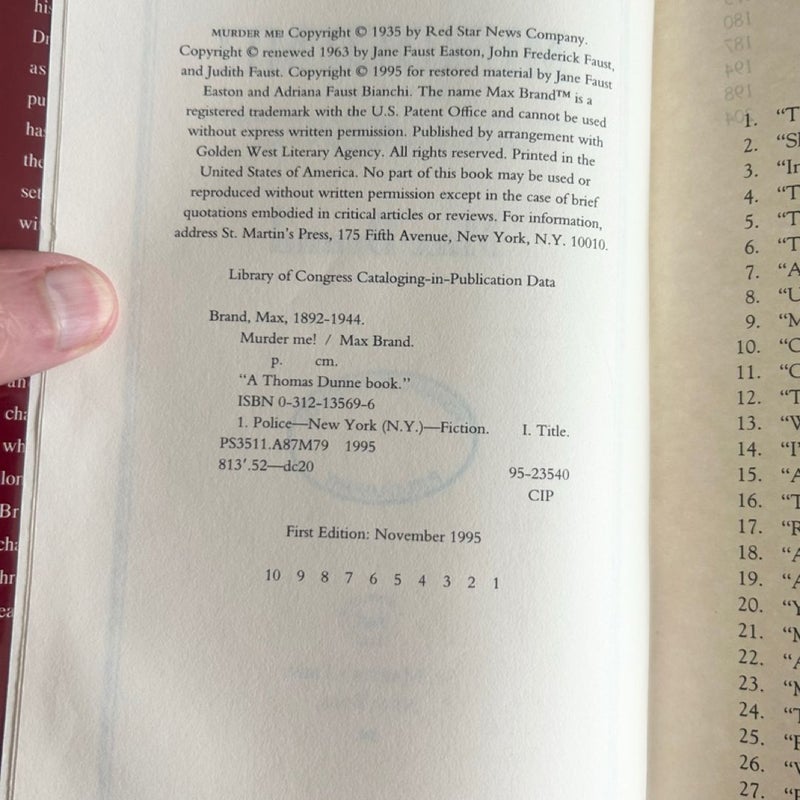 MURDER ME! Copyright © 1935 by Red Star News Company.
Copyright © renewed 1963 by Jane Faust Easton, John Frederick Faust,
and Judith Faust. Copyright © 1995 for restored material by Jane Faust
Easton and Adriana Faust Bianchi. The name Max Brand™ is a
registered trademark with the U.S. Patent Office and cannot be used
without express written permission. Published by arrangement with
Golden West Literary Agency. All rights reserved. Printed in the
United States of America. No part of this book may be used or
reproduced without written permission except in the case of brief
quotations embodied in critical articles or reviews. For information,
address St. Martin's Press, 175 Fifth Avenue, New York, N.Y. 10010.
Library of Congress Cataloging-in-Publication Data
Brand, Max, 1892-1944.
Murder me! / Max Brand.
p. cm.
"A Thomas Dunne book."
ISBN 0-312-13569-6
1. Police—New York (N.Y.)—Fiction. I. Title.
PS3511.A87M79 1995
813'.52—dc20 95-23540
CIP
First Edition: November 1995
10 9 8 7 6 5 4 3 2 1
1.
2.
3.
4.
5.
6.
7.
8.
9.
10.
11.
12.
13.
14.
15.
16.
17.
18.
19.
20.
21.
22.
23.
24.
25.
26.
27.